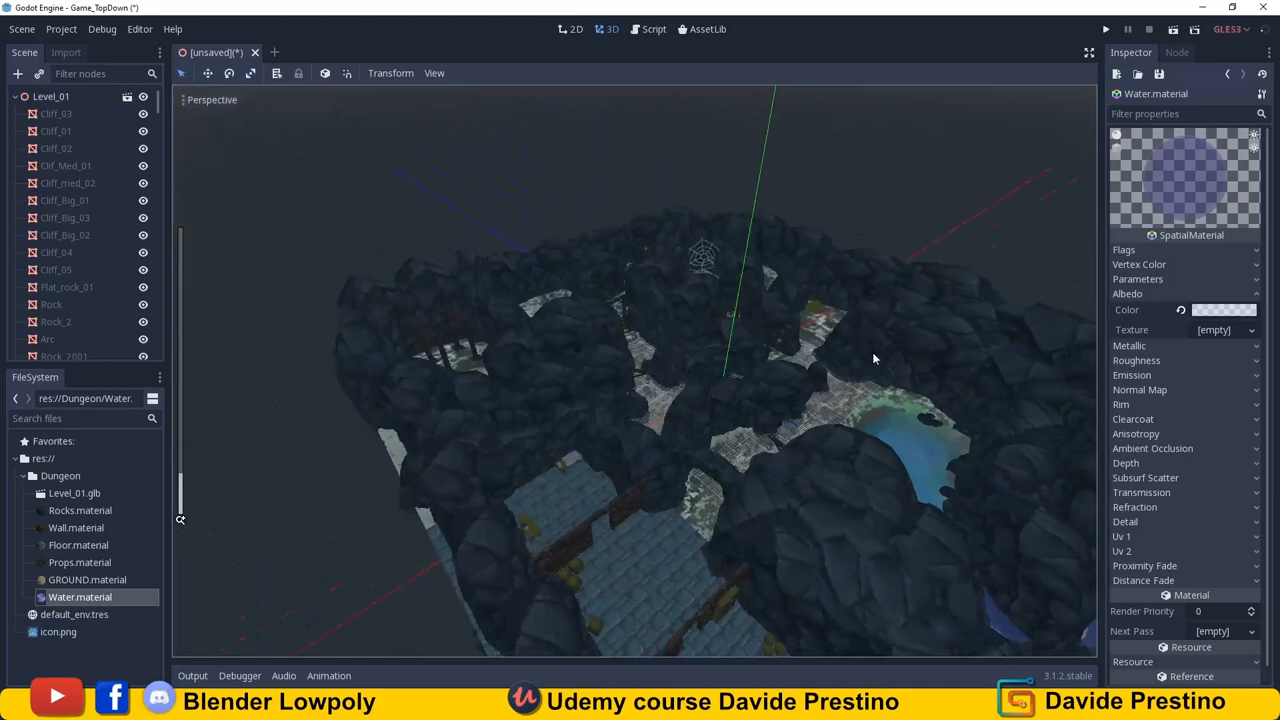 Godot Engine - Game_TopDown (*)
Scene Project Debug Editor Help
2D 3D Script AssetLib
GLES3
Scene Import
Filter nodes
Level_01
Cliff_03
Cliff_01
Cliff_02
Clif_Med_01
Cliff_med_02
Cliff_Big_01
Cliff_Big_03
Cliff_Big_02
Cliff_04
Cliff_05
Flat_rock_01
Rock
Rock_2
Arc
Rock_2001
FileSystem
res://Dungeon/Water.
Search files
Favorites:
res://
Dungeon
Level_01.glb
Rocks.material
Wall.material
Floor.material
Props.material
GROUND.material
Water.material
default_env.tres
icon.png
[unsaved](*)
Transform View
Perspective
Output Debugger Audio Animation
3.1.2.stable
Inspector Node
Water.material
Filter properties
SpatialMaterial
Flags
Vertex Color
Parameters
Albedo
Color
Texture [empty]
Metallic
Roughness
Emission
Normal Map
Rim
Clearcoat
Anisotropy
Ambient Occlusion
Depth
Subsurf Scatter
Transmission
Refraction
Detail
Uv 1
Uv 2
Proximity Fade
Distance Fade
Material
Render Priority 0
Next Pass [empty]
Resource
Resource
Reference
Blender Lowpoly
Udemy course Davide Prestino
Davide Prestino